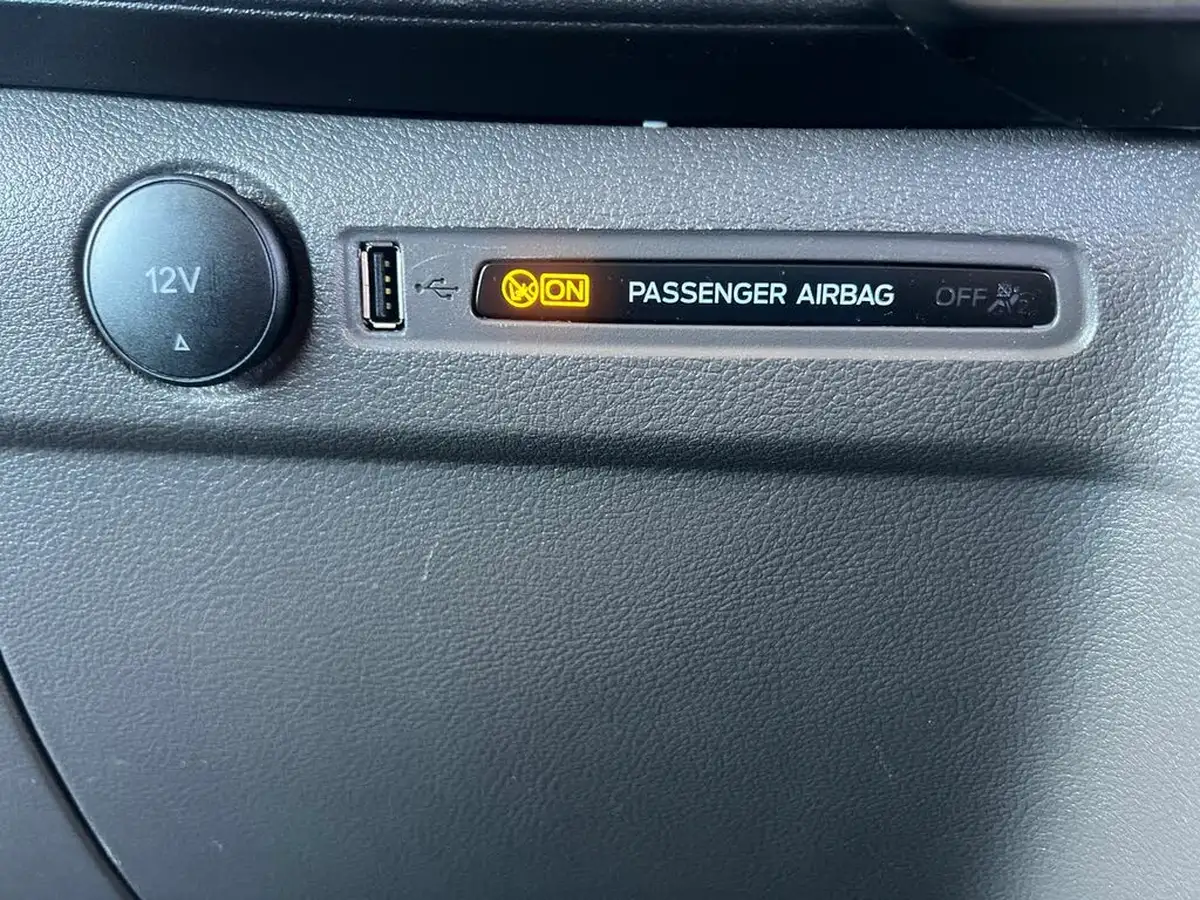 12V
ON PASSENGER AIRBAG OFF